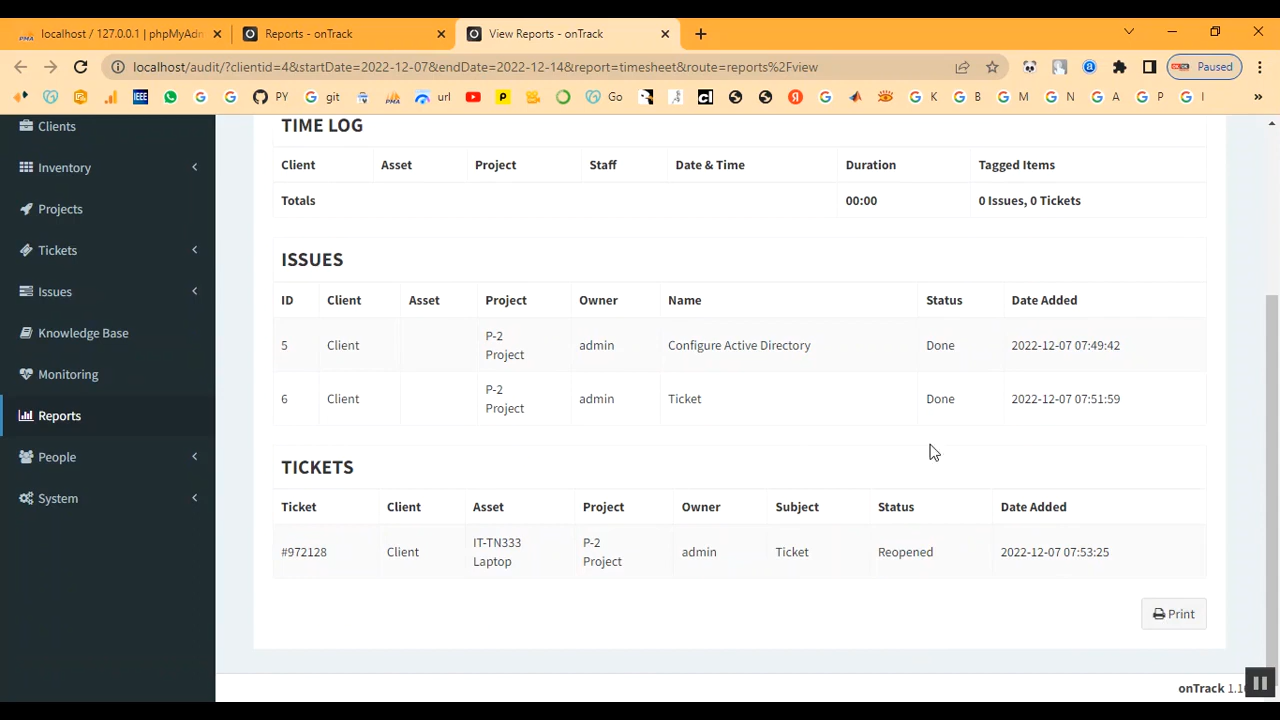 localhost / 127.0.0.1 | phpMyAdn
Reports - onTrack
View Reports - onTrack
localhost/audit/?clientid=4&startDate=2022-12-07&endDate=2022-12-14&report=timesheet&route=reports%2Fview
Paused
IEEE PY git url Go K B M N A P I »
Clients
Inventory
Projects
Tickets
Issues
Knowledge Base
Monitoring
Reports
People
System
TIME LOG
Client Asset Project Staff Date & Time Duration Tagged Items
Totals 00:00 0 Issues, 0 Tickets
ISSUES
ID Client Asset Project Owner Name Status Date Added
5 Client P-2 Project admin Configure Active Directory Done 2022-12-07 07:49:42
6 Client P-2 Project admin Ticket Done 2022-12-07 07:51:59
TICKETS
Ticket Client Asset Project Owner Subject Status Date Added
#972128 Client IT-TN333 Laptop P-2 Project admin Ticket Reopened 2022-12-07 07:53:25
Print
onTrack